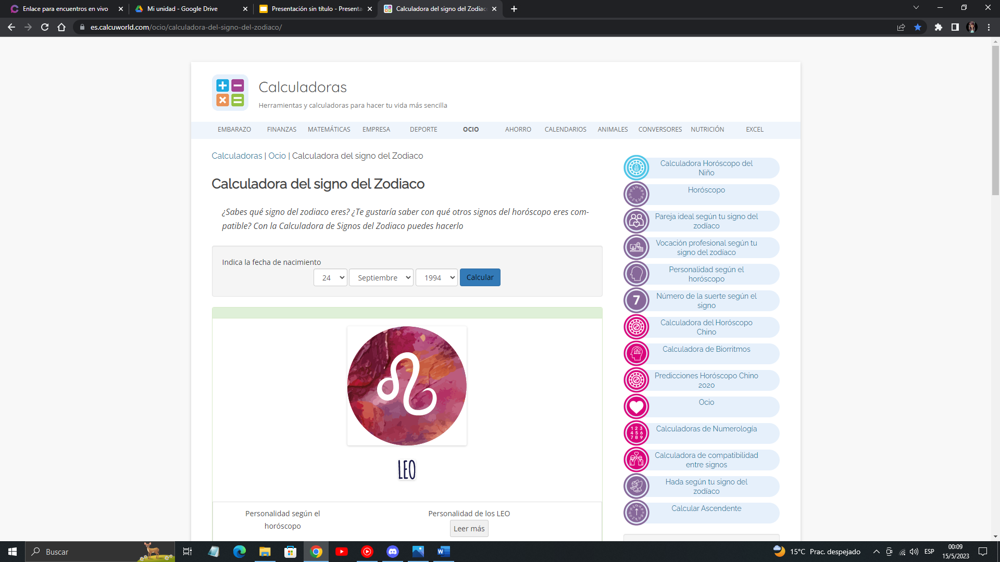 Enlace para encuentros en vivo
Mi unidad - Google Drive
Presentación sin título - Presenta
Calculadora del signo del Zodiac
es.calcuworld.com/ocio/calculadora-del-signo-del-zodiaco/
Calculadoras
Herramientas y calculadoras para hacer tu vida más sencilla
EMBARAZO FINANZAS MATEMÁTICAS EMPRESA DEPORTE OCIO AHORRO CALENDARIOS ANIMALES CONVERSORES NUTRICIÓN EXCEL
Calculadoras | Ocio | Calculadora del signo del Zodiaco
Calculadora del signo del Zodiaco
¿Sabes qué signo del zodiaco eres? ¿Te gustaría saber con qué otros signos del horóscopo eres com-
patible? Con la Calculadora de Signos del Zodiaco puedes hacerlo
Indica la fecha de nacimiento
24 Septiembre 1994 Calcular
LEO
Personalidad según el
horóscopo
Personalidad de los LEO
Leer más
Calculadora Horóscopo del
Niño
Horóscopo
Pareja ideal según tu signo del
zodíaco
Vocación profesional según tu
signo del zodíaco
Personalidad según el
horóscopo
7
Número de la suerte según el
signo
Calculadora del Horóscopo
Chino
Calculadora de Biorritmos
Predicciones Horóscopo Chino
2020
Ocio
1 2 3
4 5 6
7 8 9
Calculadoras de Numerología
Calculadora de compatibilidad
entre signos
Hada según tu signo del
zodíaco
Calcular Ascendente
Buscar
15°C Prac. despejado
ESP
00:09
15/5/2023